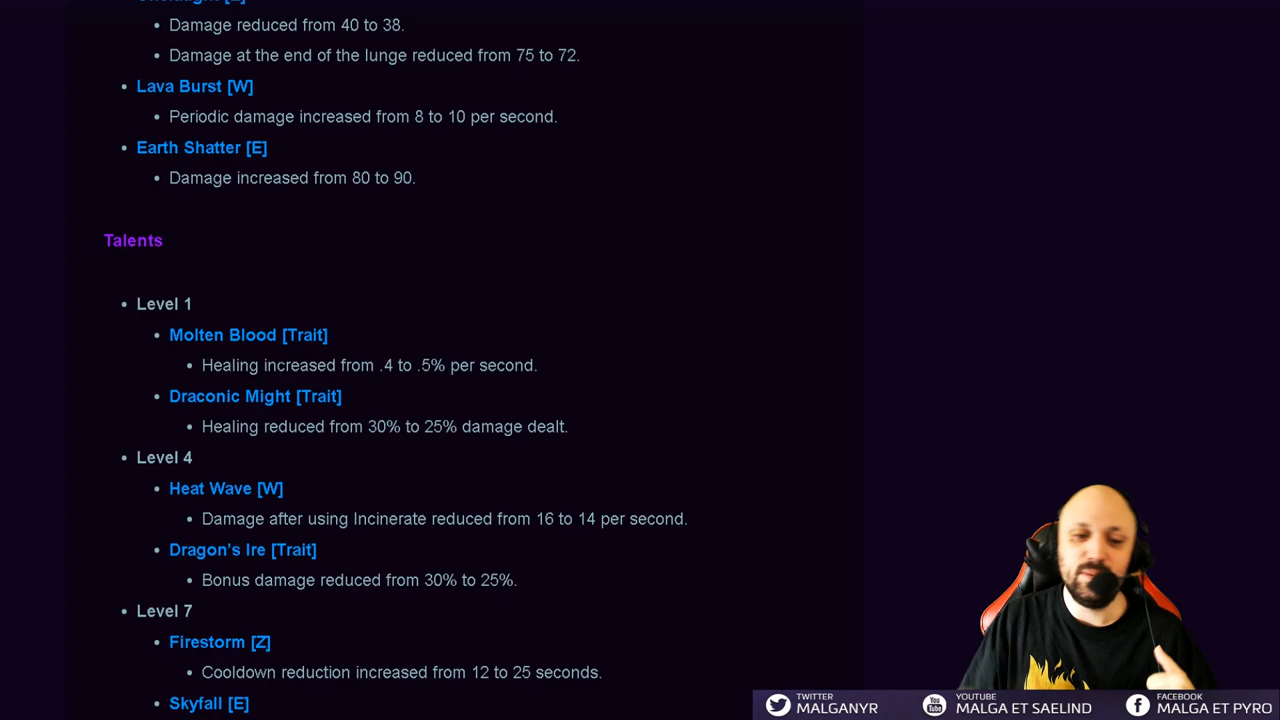 Damage reduced from 40 to 38.
Damage at the end of the lunge reduced from 75 to 72.
Lava Burst [W]
Periodic damage increased from 8 to 10 per second.
Earth Shatter [E]
Damage increased from 80 to 90.
Talents
Level 1
Molten Blood [Trait]
Healing increased from .4 to .5% per second.
Draconic Might [Trait]
Healing reduced from 30% to 25% damage dealt.
Level 4
Heat Wave [W]
Damage after using Incinerate reduced from 16 to 14 per second.
Dragon’s Ire [Trait]
Bonus damage reduced from 30% to 25%.
Level 7
Firestorm [Z]
Cooldown reduction increased from 12 to 25 seconds.
Skyfall [E]
TWITTER
MALGANYR
You Tube
YOUTUBE
MALGA ET SAELIND
FACEBOOK
MALGA ET PYRO